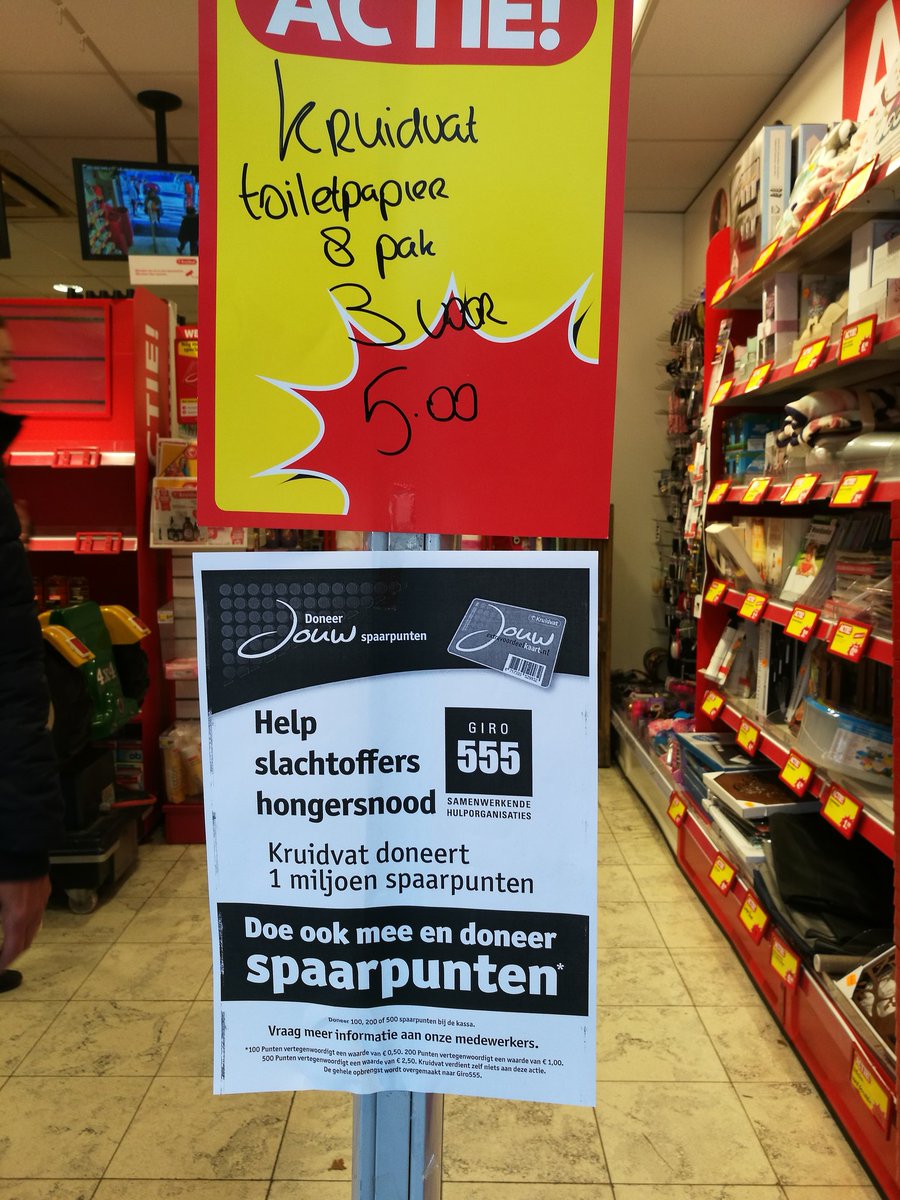 ACTIE!
Kruidvat
toiletpapier
8 pak
3 voor
5.00
Doneer
Jouw spaarpunten
Kruidvat
Jouw
extravoordeelkaart.nl
Help
slachtoffers
hongersnood
GIRO
555
SAMENWERKENDE
HULPORGANISATIES
Kruidvat doneert
1 miljoen spaarpunten
Doe ook mee en doneer
spaarpunten*
Doneer 100, 200 of 500 spaarpunten bij de kassa.
Vraag meer informatie aan onze medewerkers.
*100 Punten vertegenwoordigt een waarde van € 0,50. 200 Punten vertegenwoordigt een waarde van € 1,00.
500 Punten vertegenwoordigt een waarde van € 2,50. Kruidvat verdient zelf niets aan deze actie.
De gehele opbrengst wordt overgemaakt naar Giro555.
CTIE!